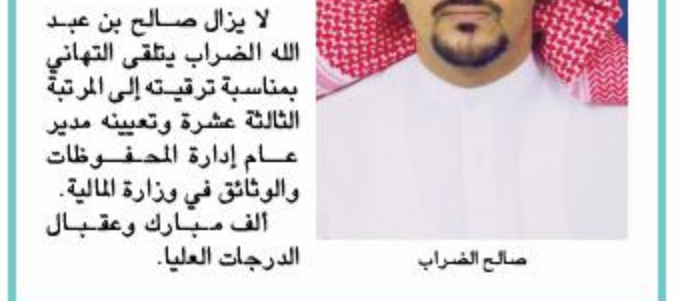 لا يزال صالح بن عبد
الله الضراب يتلقى التهاني
بمناسبة ترقيته إلى المرتبة
الثالثة عشرة وتعيينه مدير
عام إدارة المحفوظات
والوثائق في وزارة المالية.
ألف مبارك وعقبال
الدرجات العليا.
صالح الضراب